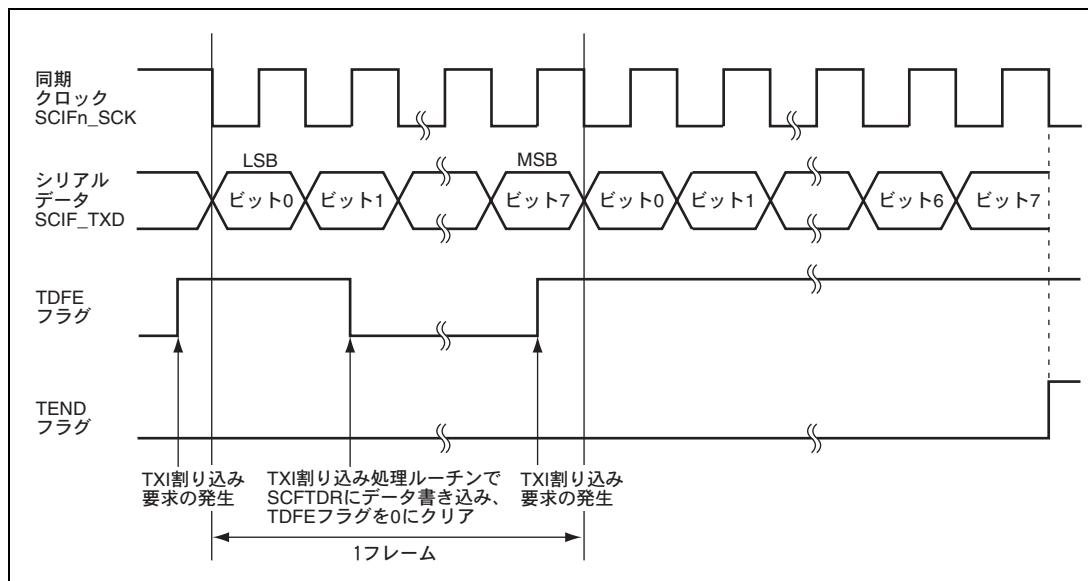 同期
クロック
SCIFn_SCK
LSB
MSB
シリアル
データ
SCIF_TXD
ビット0
ビット1
ビット7
ビット0
ビット1
ビット6
ビット7
TDFE
フラグ
TEND
フラグ
TXI割り込み
要求の発生
TXI割り込み処理ルーチンで
SCFTDRにデータ書き込み、
TDFEフラグを0にクリア
TXI割り込み
要求の発生
1フレーム